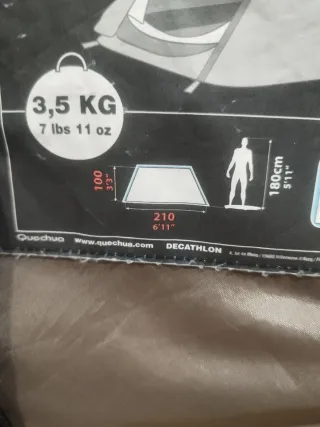 3,5 KG
7 lbs 11 oz
100
3'3"
210
6'11"
180cm
5'11"
Quechua www.quechua.com DECATHLON